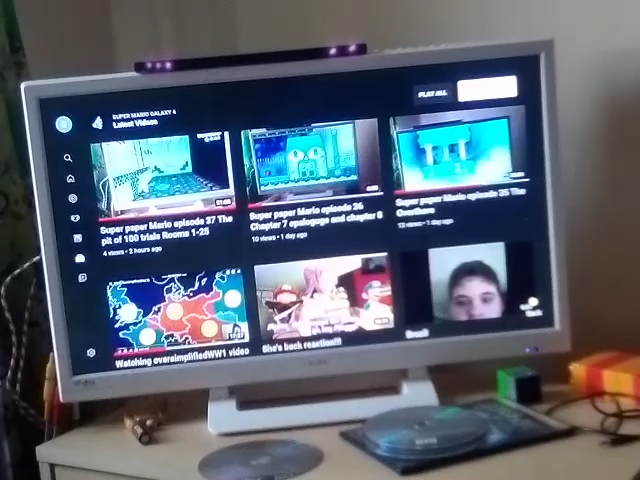 SUPER MARIO GALAXY 4
Latest Videos
PLAY ALL
Super paper Mario episode 37 The
pit of 100 trials Rooms 1-25
4 views • 2 hours ago
Super paper Mario episode 36
Chapter 7 epaloguge and chapter 8
10 views • 1 day ago
Super paper Mario episode 35 The
Overthere
13 views • 1 day ago
Watching oversimplifiedWW1 video
She's back reaction!!!